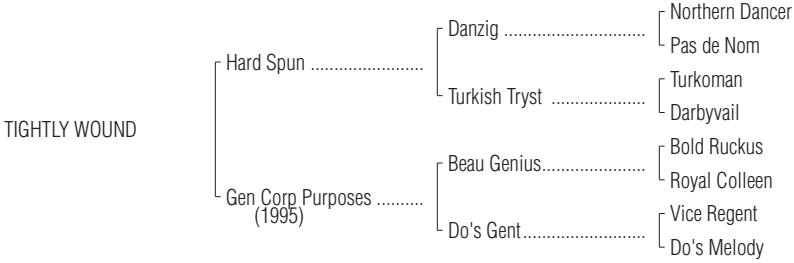 Northern Dancer
Danzig ..............................
Pas de Nom
Hard Spun ........................
Turkoman
Turkish Tryst ....................
Darbyvail
TIGHTLY WOUND
Bold Ruckus
Beau Genius......................
Royal Colleen
Gen Corp Purposes ..........
(1995)
Vice Regent
Do's Gent..........................
Do's Melody